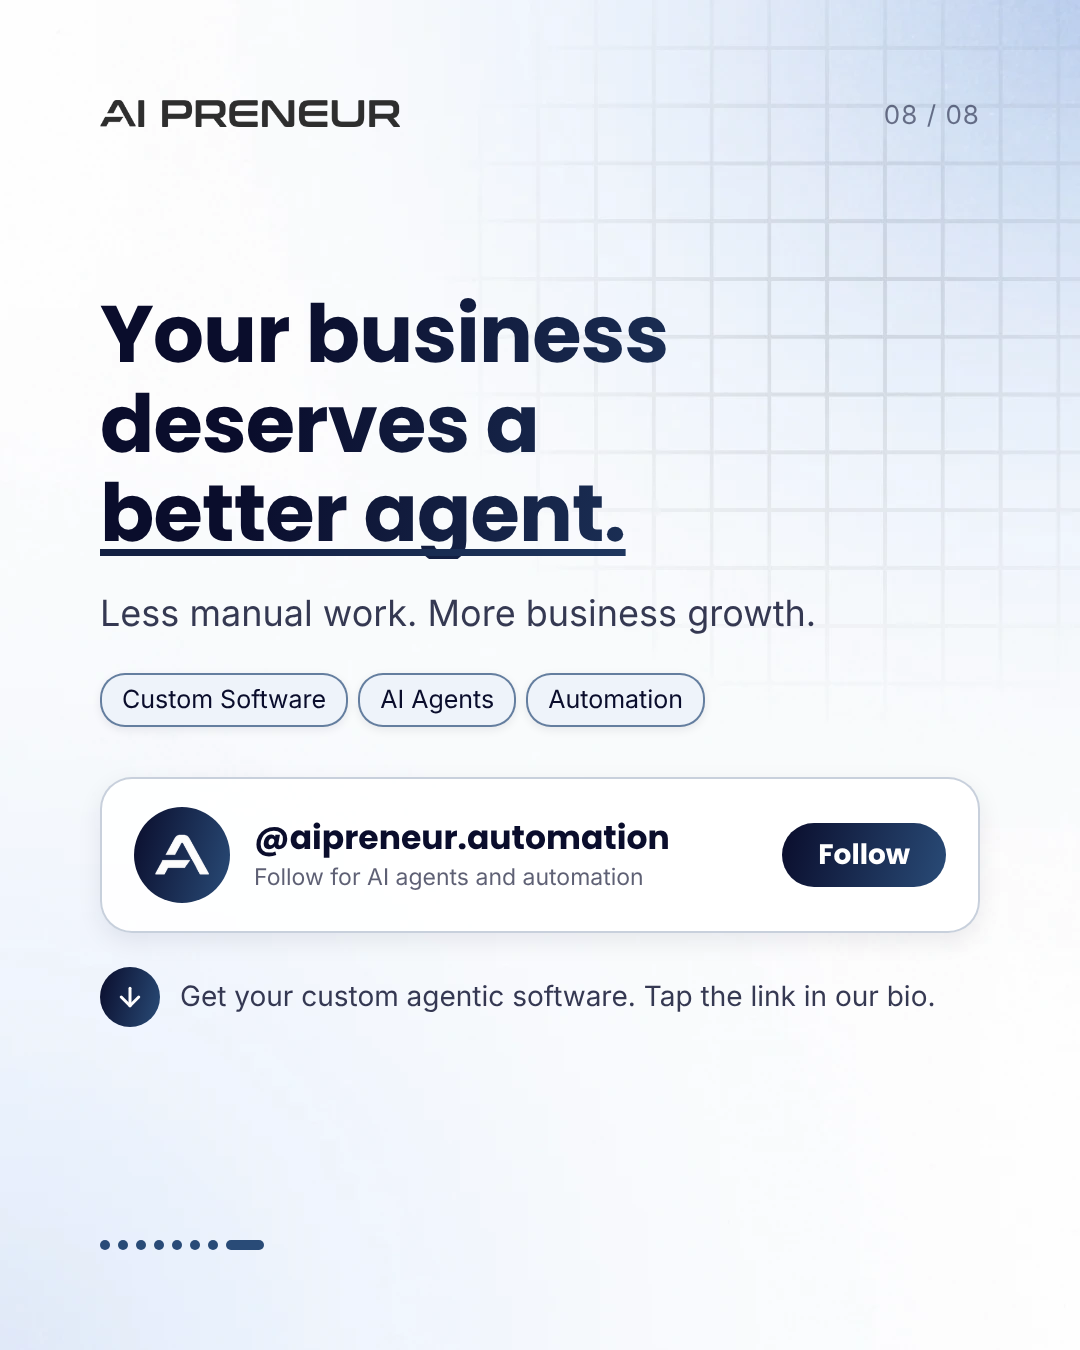 AI PRENEUR
08 / 08
Your business
deserves a
better agent.
Less manual work. More business growth.
Custom Software
AI Agents
Automation
@aipreneur.automation
Follow for AI agents and automation
Follow
Get your custom agentic software. Tap the link in our bio.